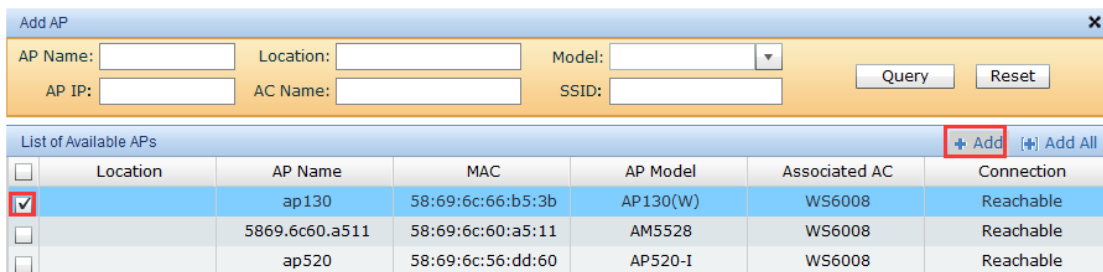 Add AP
AP Name: Location: Model: Query Reset
AP IP: AC Name: SSID:
List of Available APs Add Add All
Location AP Name MAC AP Model Associated AC Connection
ap130 58:69:6c:66:b5:3b AP130(W) WS6008 Reachable
5869.6c60.a511 58:69:6c:60:a5:11 AM5528 WS6008 Reachable
ap520 58:69:6c:56:dd:60 AP520-I WS6008 Reachable